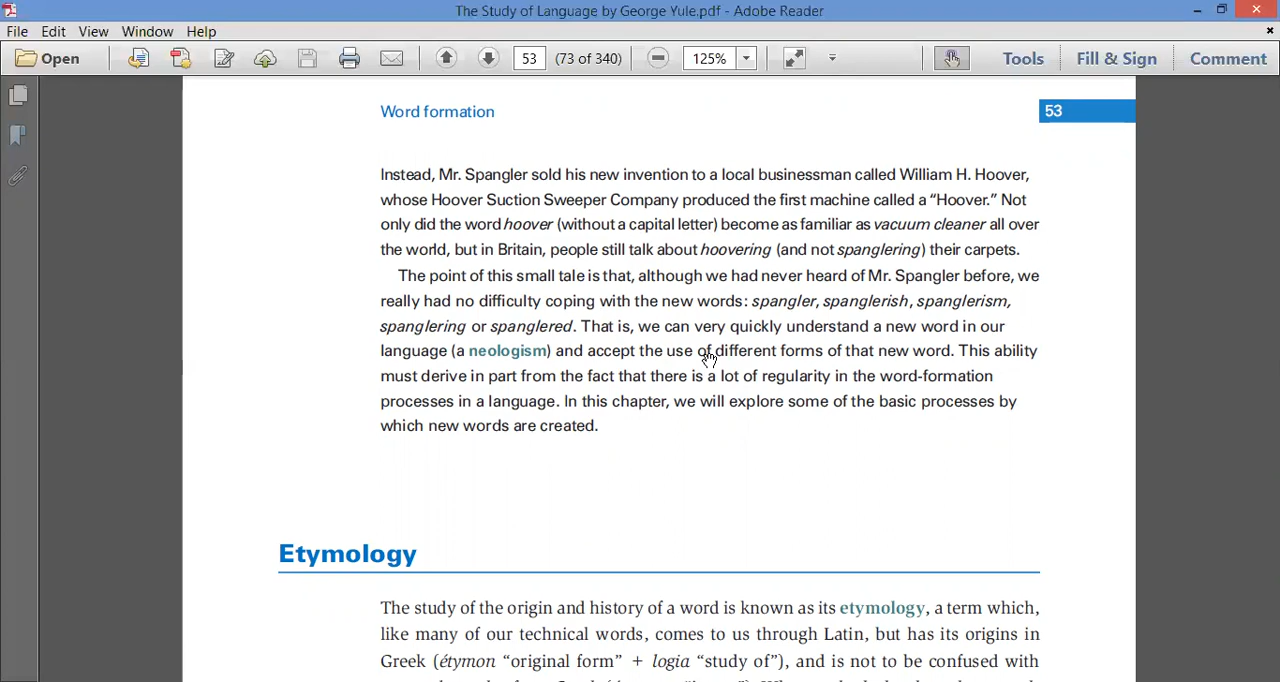 The Study of Language by George Yule.pdf - Adobe Reader
File Edit View Window Help
Open 53 (73 of 340) 125% Tools Fill & Sign Comment
Word formation 53
Instead, Mr. Spangler sold his new invention to a local businessman called William H. Hoover,
whose Hoover Suction Sweeper Company produced the first machine called a “Hoover.” Not
only did the word hoover (without a capital letter) become as familiar as vacuum cleaner all over
the world, but in Britain, people still talk about hoovering (and not spanglering) their carpets.
The point of this small tale is that, although we had never heard of Mr. Spangler before, we
really had no difficulty coping with the new words: spangler, spanglerish, spanglerism,
spanglering or spanglered. That is, we can very quickly understand a new word in our
language (a neologism) and accept the use of different forms of that new word. This ability
must derive in part from the fact that there is a lot of regularity in the word-formation
processes in a language. In this chapter, we will explore some of the basic processes by
which new words are created.
Etymology
The study of the origin and history of a word is known as its etymology, a term which,
like many of our technical words, comes to us through Latin, but has its origins in
Greek (étymon “original form” + logia “study of”), and is not to be confused with